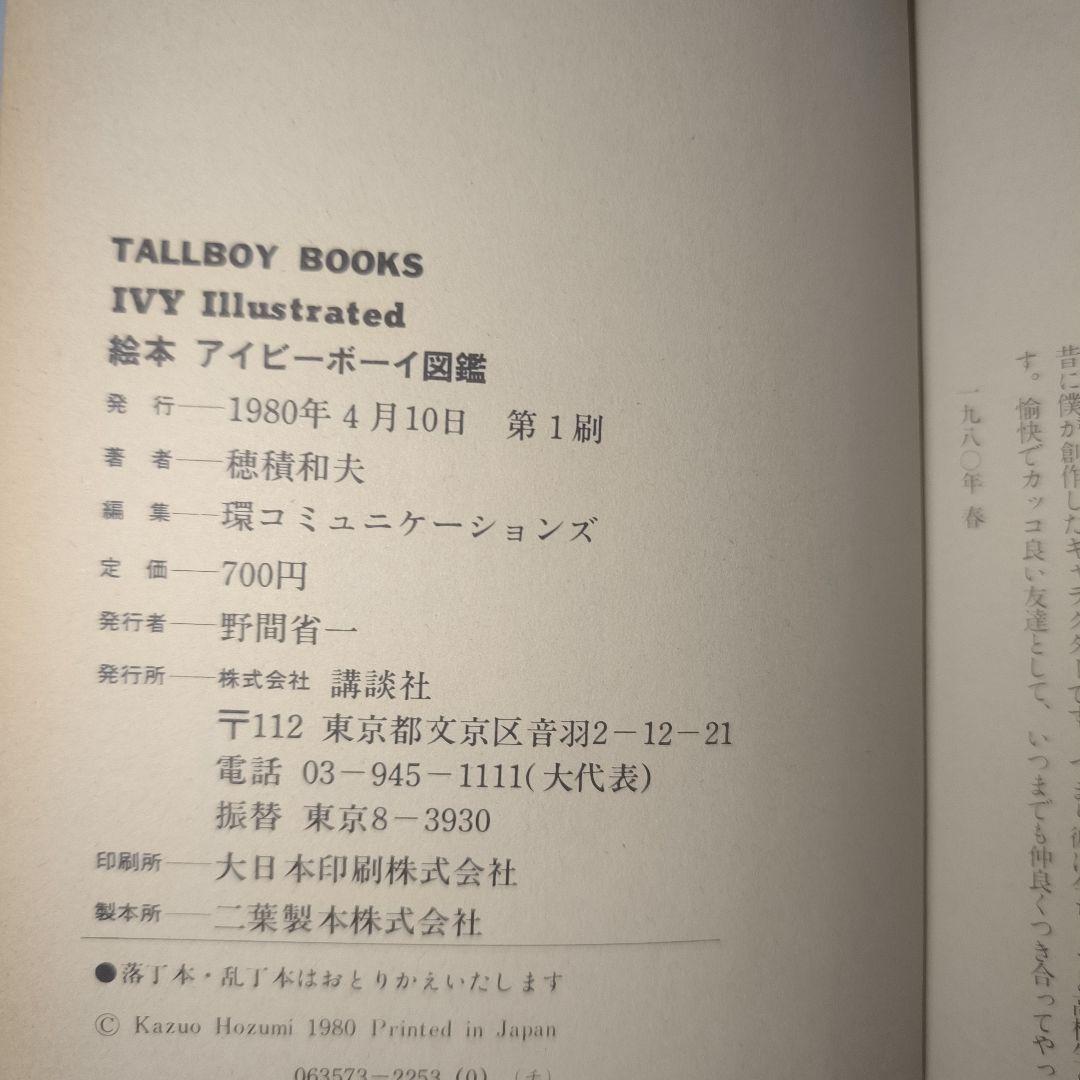 TALLBOY BOOKS
IVY Illustrated
絵本 アイビーボーイ図鑑
発 行──1980年4月10日 第1刷
著 者──穂積和夫
編 集──環コミュニケーションズ
定 価──700円
発行者──野間省一
発行所──株式会社 講談社
〒112 東京都文京区音羽2-12-21
電話 03-945-1111(大代表)
振替 東京8-3930
印刷所──大日本印刷株式会社
製本所──二葉製本株式会社
●落丁本・乱丁本はおとりかえいたします
© Kazuo Hozumi 1980 Printed in Japan
063573-2253 (0) (チ)
昔に僕が創作したキャラクターです。
す。愉快でカッコ良い友達として、いつまでも仲良くつき合ってやっ
一九八〇年 春